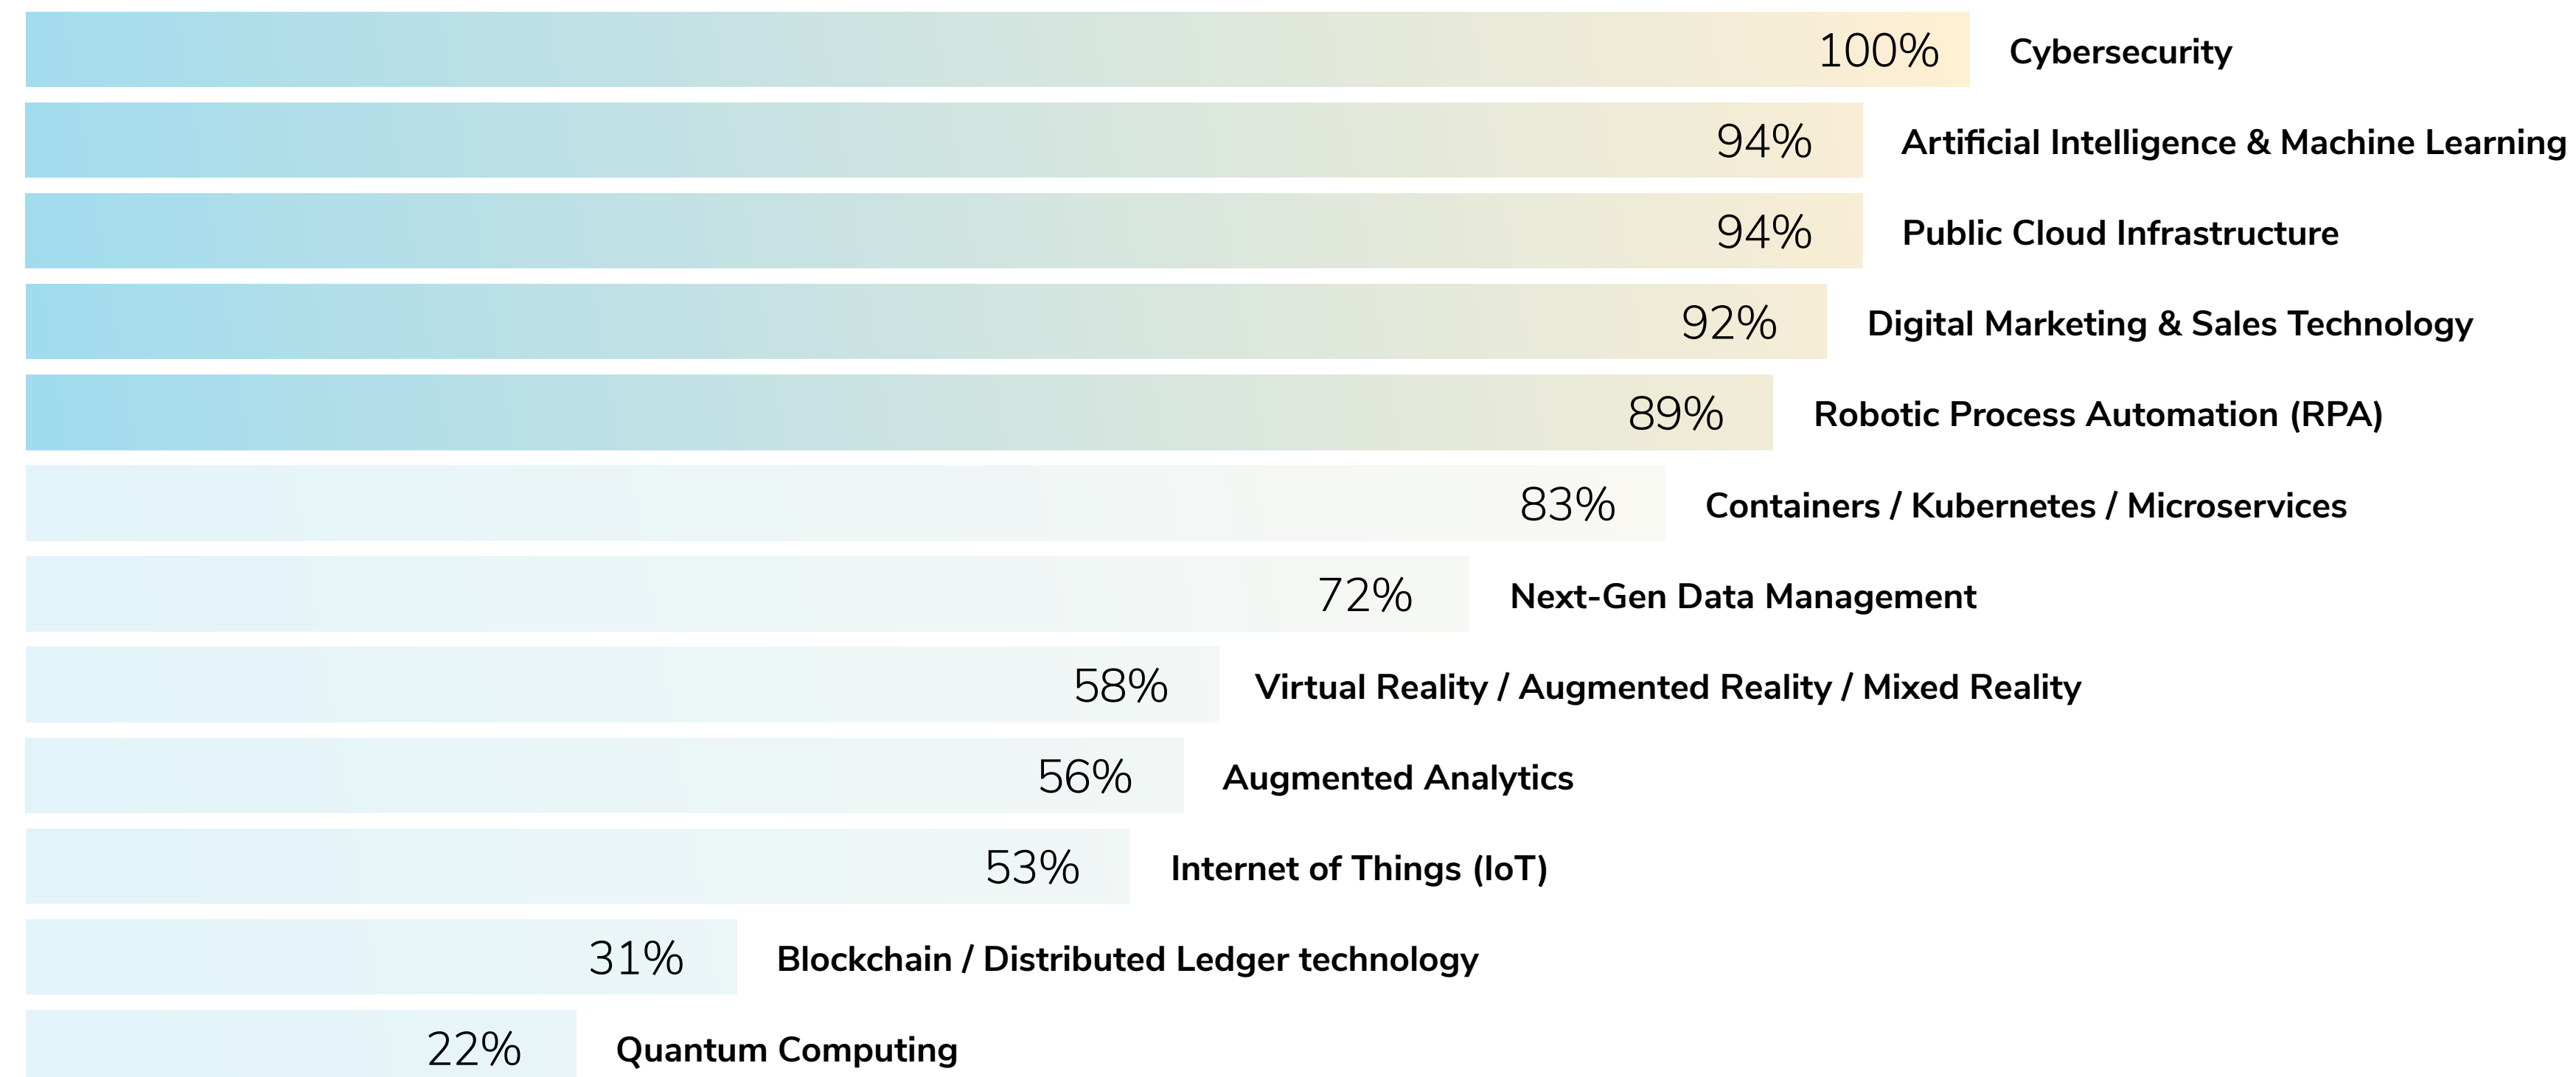 100% Cybersecurity
94% Artificial Intelligence & Machine Learning
94% Public Cloud Infrastructure
92% Digital Marketing & Sales Technology
89% Robotic Process Automation (RPA)
83% Containers / Kubernetes / Microservices
72% Next-Gen Data Management
58% Virtual Reality / Augmented Reality / Mixed Reality
56% Augmented Analytics
53% Internet of Things (IoT)
31% Blockchain / Distributed Ledger technology
22% Quantum Computing